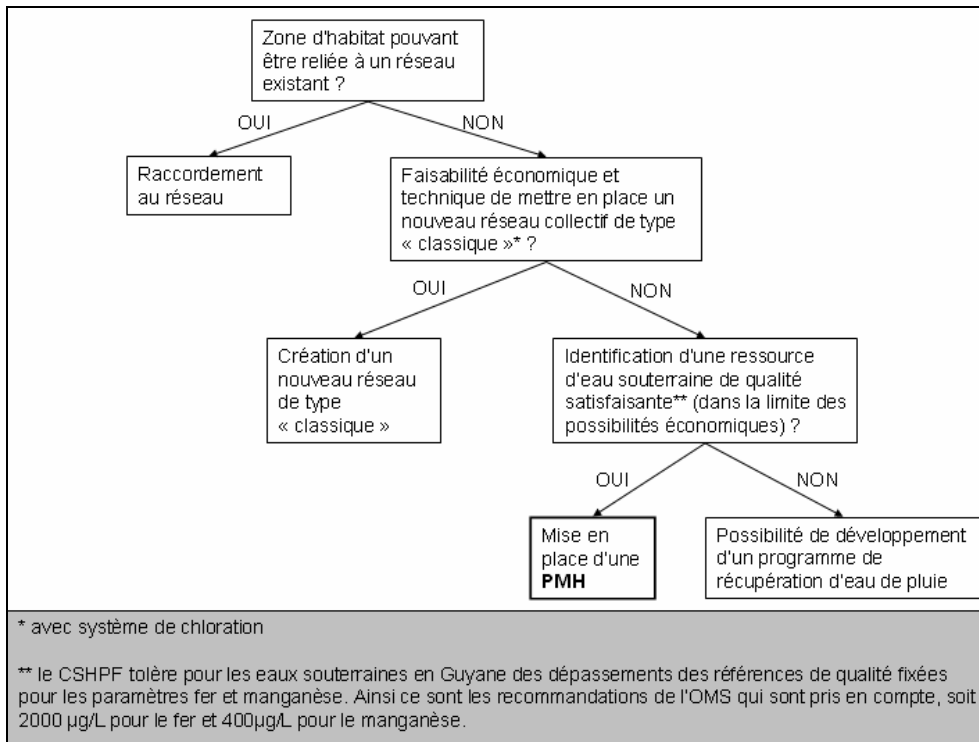 Zone d'habitat pouvant
être reliée à un réseau
existant ?
OUI
NON
Raccordement
au réseau
Faisabilité économique et
technique de mettre en place un
nouveau réseau collectif de type
« classique »* ?
OUI
NON
Création d'un
nouveau réseau
de type
« classique »
Identification d'une ressource
d'eau souterraine de qualité
satisfaisante** (dans la limite des
possibilités économiques) ?
OUI
NON
Mise en
place d'une
PMH
Possibilité de développement
d'un programme de
récupération d'eau de pluie
* avec système de chloration
** le CSHPF tolère pour les eaux souterraines en Guyane des dépassements des références de qualité fixées
pour les paramètres fer et manganèse. Ainsi ce sont les recommandations de l'OMS qui sont pris en compte, soit
2000 µg/L pour le fer et 400µg/L pour le manganèse.